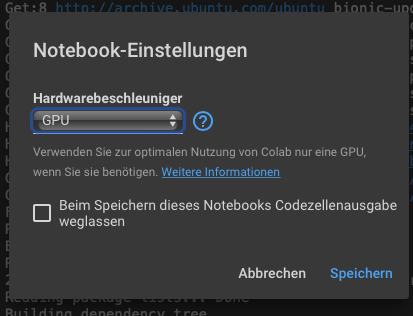 Get:8 http://archive.ubuntu.com/ubuntu bionic-upd
Notebook-Einstellungen
Hardwarebeschleuniger
GPU
?
Verwenden Sie zur optimalen Nutzung von Colab nur eine GPU,
wenn Sie sie benötigen. Weitere Informationen
Beim Speichern dieses Notebooks Codezellenausgabe
weglassen
Abbrechen Speichern
Reading package lists... Done
Building dependency tree